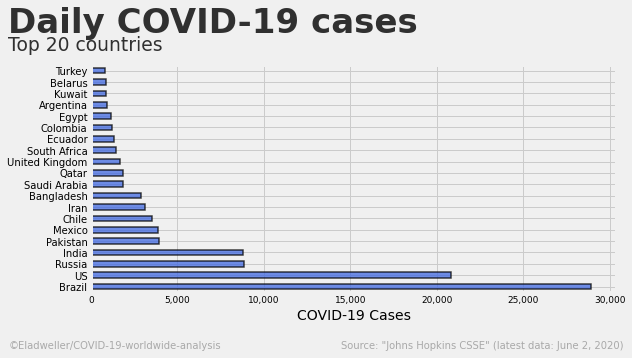 Daily COVID-19 cases
Top 20 countries
Turkey
Belarus
Kuwait
Argentina
Egypt
Colombia
Ecuador
South Africa
United Kingdom
Qatar
Saudi Arabia
Bangladesh
Iran
Chile
Mexico
Pakistan
India
Russia
US
Brazil
0 5,000 10,000 15,000 20,000 25,000 30,000
COVID-19 Cases
©Eladweller/COVID-19-worldwide-analysis Source: "Johns Hopkins CSSE" (latest data: June 2, 2020)